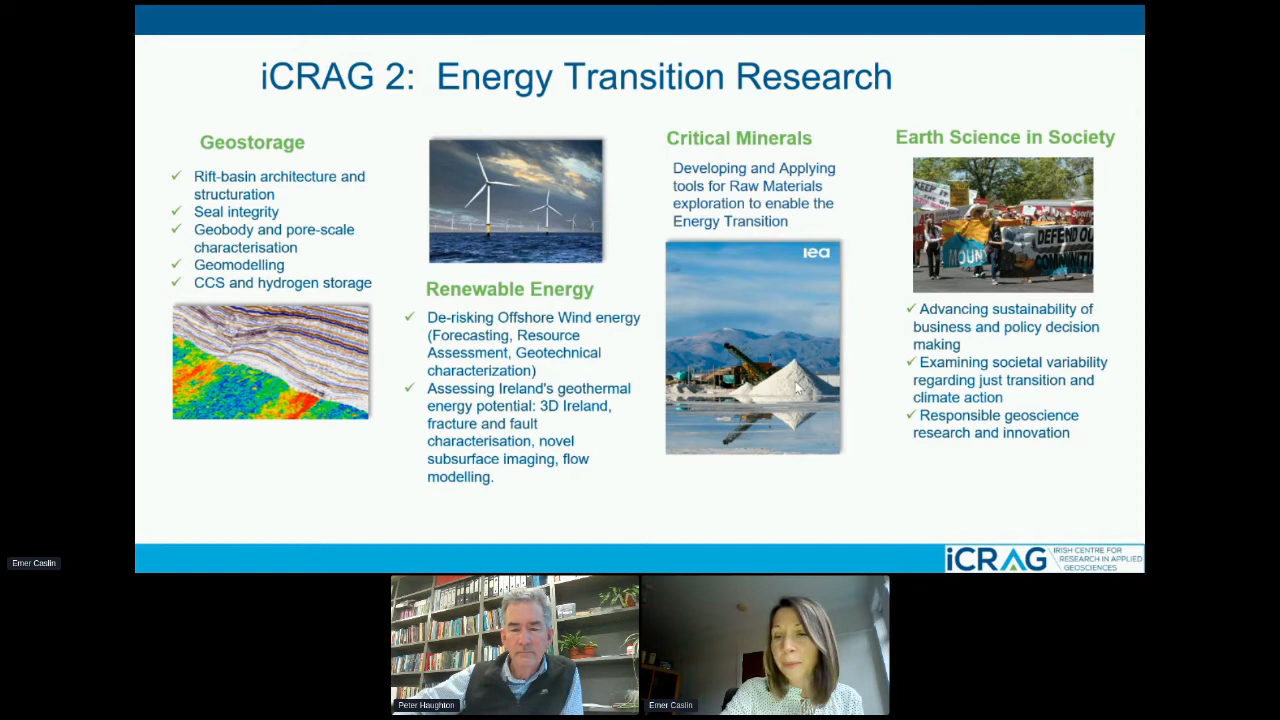 iCRAG 2: Energy Transition Research
Geostorage
Rift-basin architecture and
structuration
Seal integrity
Geobody and pore-scale
characterisation
Geomodelling
CCS and hydrogen storage
Renewable Energy
De-risking Offshore Wind energy
(Forecasting, Resource
Assessment, Geotechnical
characterization)
Assessing Ireland's geothermal
energy potential: 3D Ireland,
fracture and fault
characterisation, novel
subsurface imaging, flow
modelling.
Critical Minerals
Developing and Applying
tools for Raw Materials
exploration to enable the
Energy Transition
iea
Earth Science in Society
KEEP IT
DEFEND OU
MOUN
COMMUNITI
Advancing sustainability of
business and policy decision
making
Examining societal variability
regarding just transition and
climate action
Responsible geoscience
research and innovation
iCRAG
IRISH CENTRE FOR
RESEARCH IN APPLIED
GEOSCIENCES
Emer Caslin
Peter Haughton
Emer Caslin